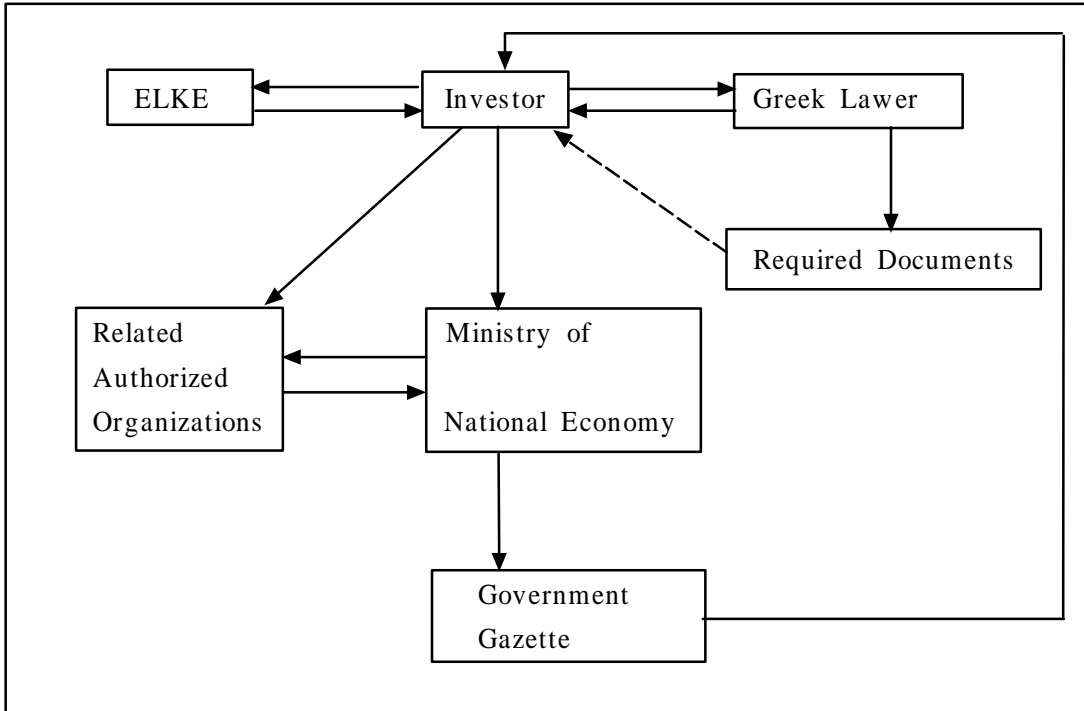 ELKE
Investor
Greek Lawer
Required Documents
Related
Authorized
Organizations
Ministry of
National Economy
Government
Gazette